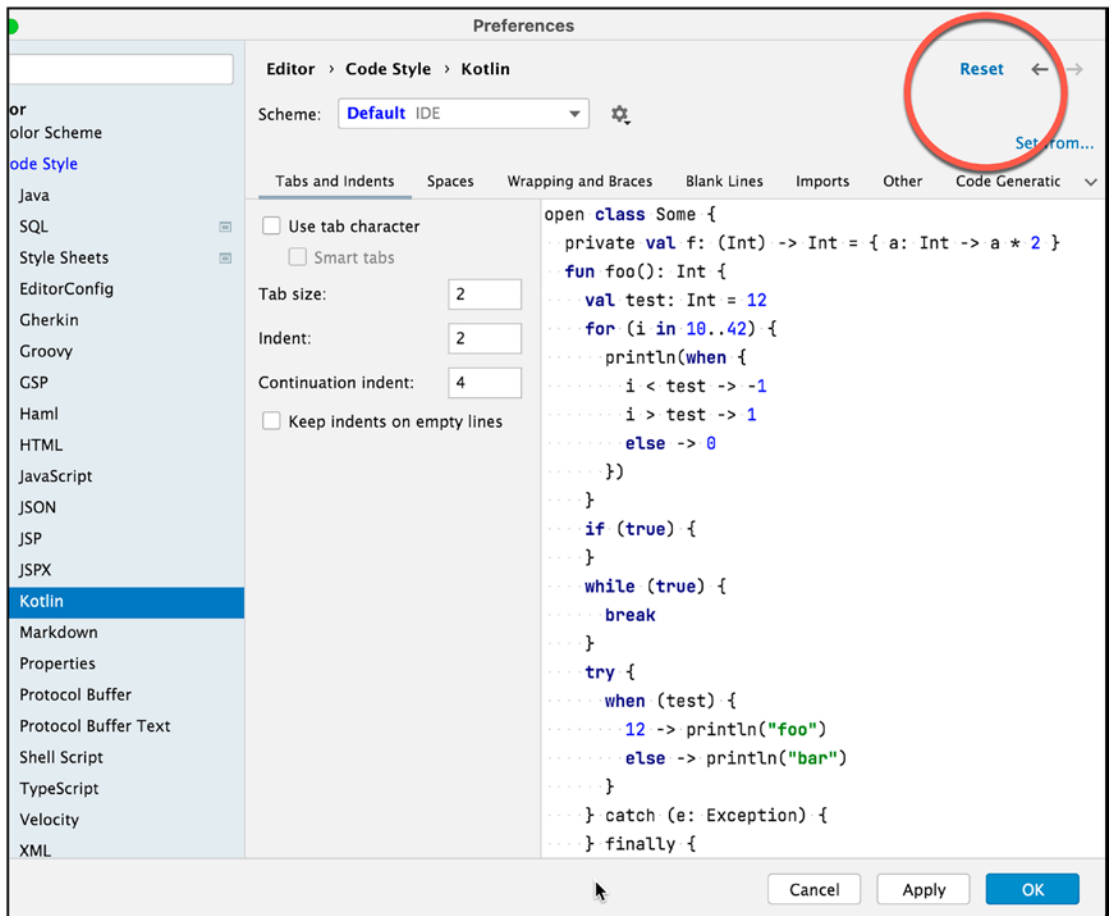 Preferences
Editor › Code Style › Kotlin
Reset
Scheme:
Default IDE
Set from...
or
olor Scheme
ode Style
Java
SQL
Style Sheets
EditorConfig
Gherkin
Groovy
GSP
Haml
HTML
JavaScript
JSON
JSP
JSPX
Kotlin
Markdown
Properties
Protocol Buffer
Protocol Buffer Text
Shell Script
TypeScript
Velocity
XML
Tabs and Indents Spaces Wrapping and Braces Blank Lines Imports Other Code Generatic
Use tab character
Smart tabs
Tab size: 2
Indent: 2
Continuation indent: 4
Keep indents on empty lines
open class Some {
  private val f: (Int) -> Int = { a: Int -> a * 2 }
  fun foo(): Int {
    val test: Int = 12
    for (i in 10..42) {
      println(when {
        i < test -> -1
        i > test -> 1
        else -> 0
      })
    }
    if (true) {
    }
    while (true) {
      break
    }
    try {
      when (test) {
        12 -> println("foo")
        else -> println("bar")
      }
    } catch (e: Exception) {
    } finally {
Cancel Apply OK